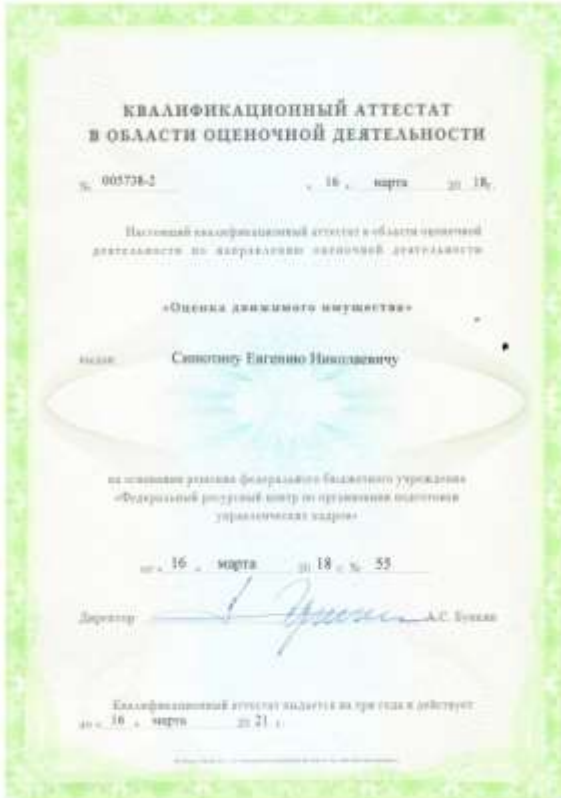 КВАЛИФИКАЦИОННЫЙ АТТЕСТАТ
В ОБЛАСТИ ОЦЕНОЧНОЙ ДЕЯТЕЛЬНОСТИ
№ 005738-2 « 16 » марта 20 18г.
Настоящий квалификационный аттестат в области оценочной
деятельности по направлению оценочной деятельности
«Оценка движимого имущества»
выдан Евгению Николаевичу
на основании решения федерального бюджетного учреждения
«Федеральный ресурсный центр по организации подготовки
управленческих кадров»
от « 16 » марта 20 18 г. № 55
Директор А.С. Бункин
Квалификационный аттестат выдается на три года и действует
до « 16 » марта 20 21 г.